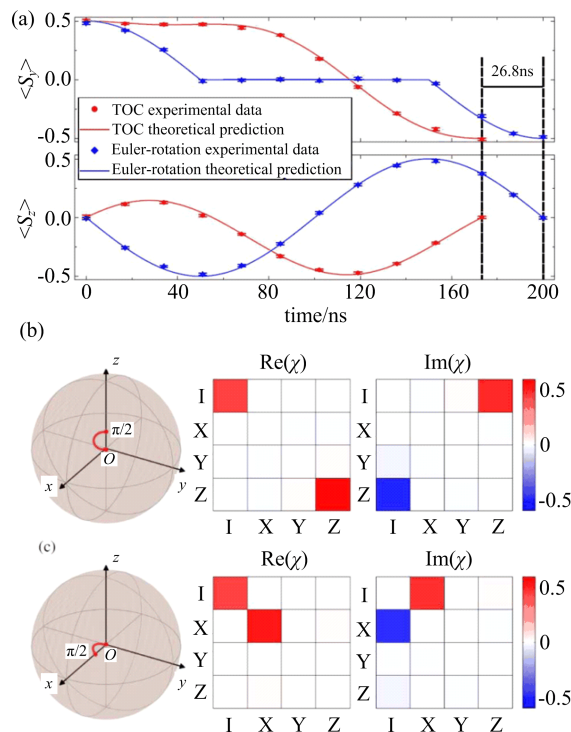 (a)
0.5
0.0
-0.5
<S_y>
26.8ns
TOC experimental data
TOC theoretical prediction
Euler-rotation experimental data
Euler-rotation theoretical prediction
0.5
0.0
-0.5
<S_z>
0 40 80 120 160 200
time/ns
(b)
z
π/2
O
x
y
Re(χ)
I
X
Y
Z
I X Y Z
Im(χ)
I
X
Y
Z
I X Y Z
0.5
0
-0.5
(c)
z
π/2
O
x
y
Re(χ)
I
X
Y
Z
I X Y Z
Im(χ)
I
X
Y
Z
I X Y Z
0.5
0
-0.5